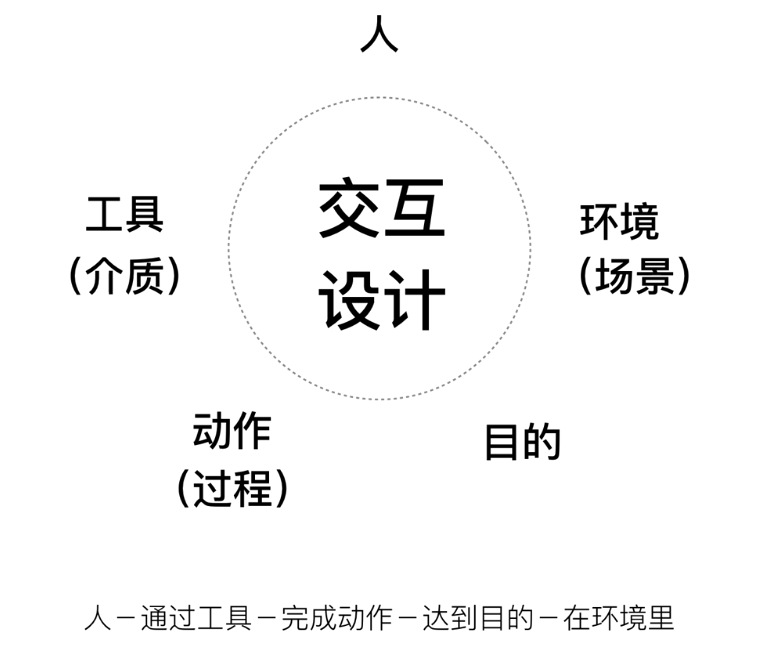 人
交互
设计
工具
（介质）
环境
（场景）
动作
（过程）
目的
人－通过工具－完成动作－达到目的－在环境里